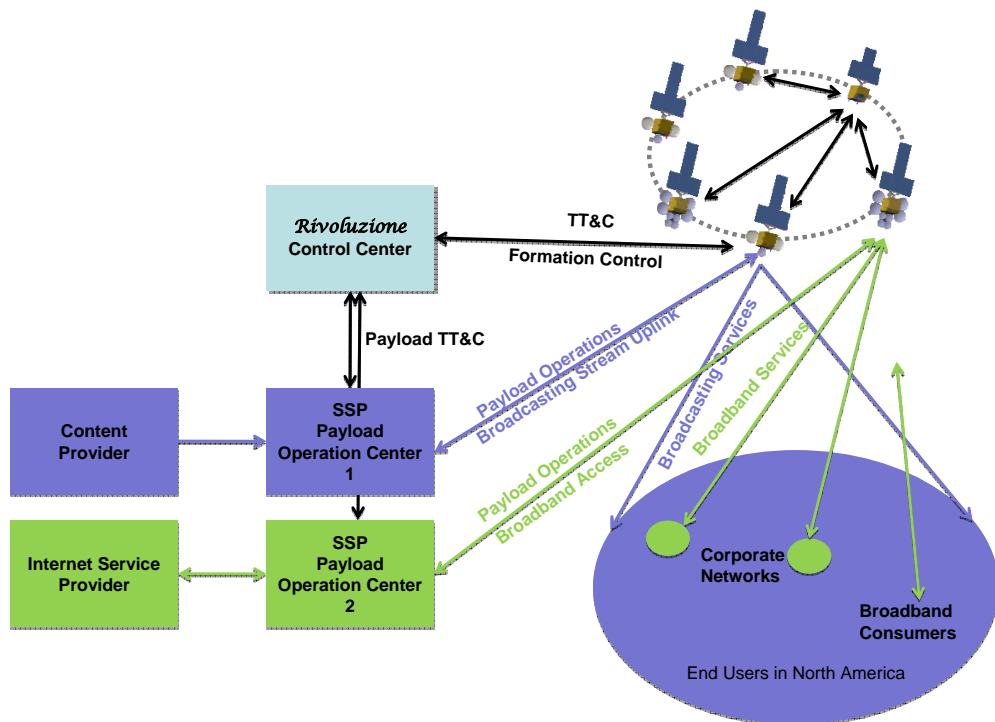 Rivoluzione
Control Center
TT&C
Formation Control
Payload TT&C
Content
Provider
SSP
Payload
Operation Center
1
Payload Operations
Broadcasting Stream Uplink
Broadcasting Services
Broadband Services
Internet Service
Provider
SSP
Payload
Operation Center
2
Payload Operations
Broadband Access
Corporate
Networks
Broadband
Consumers
End Users in North America